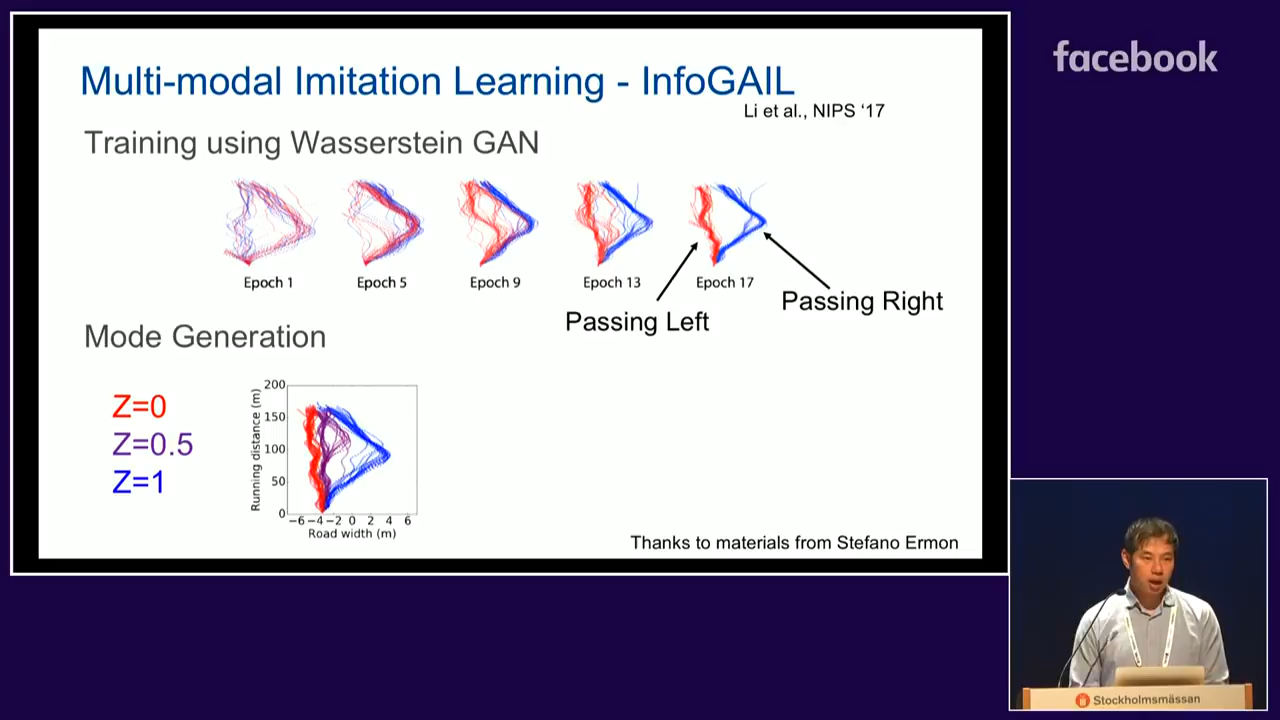 Multi-modal Imitation Learning - InfoGAIL
Li et al., NIPS ‘17
Training using Wasserstein GAN
Epoch 1
Epoch 5
Epoch 9
Epoch 13
Epoch 17
Passing Left
Passing Right
Mode Generation
Z=0
Z=0.5
Z=1
Running distance (m)
200
150
100
50
0
−6 −4 −2 0 2 4 6
Road width (m)
Thanks to materials from Stefano Ermon
facebook
Stockholmsmässan